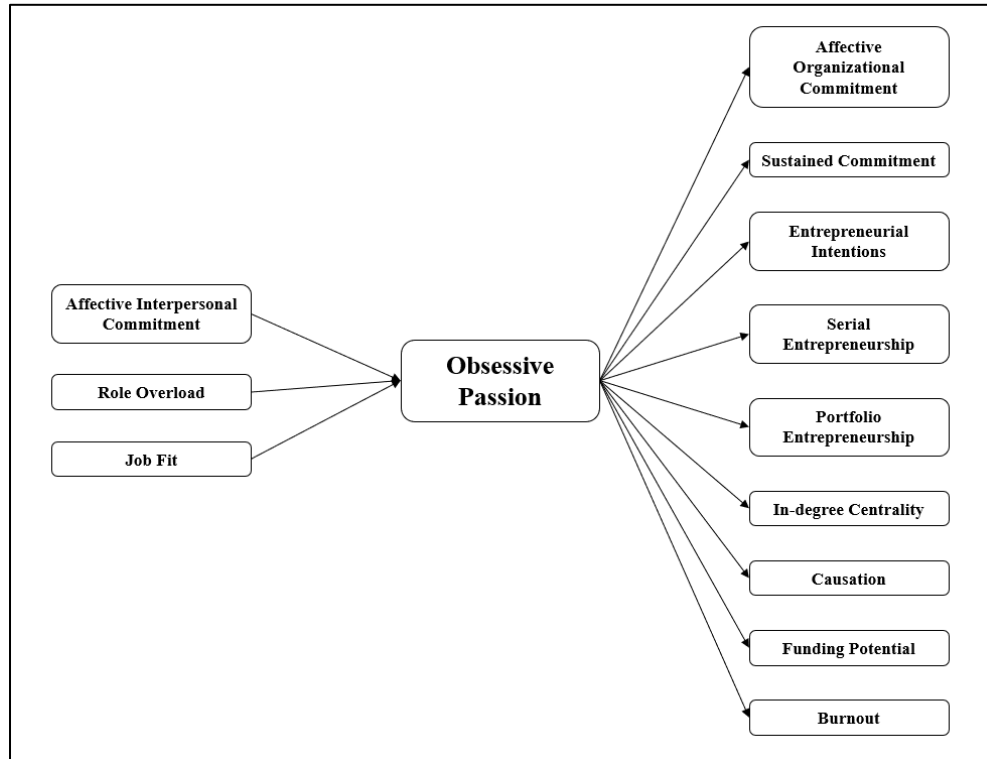 Affective Interpersonal
Commitment
Role Overload
Job Fit
Obsessive
Passion
Affective
Organizational
Commitment
Sustained Commitment
Entrepreneurial
Intentions
Serial
Entrepreneurship
Portfolio
Entrepreneurship
In-degree Centrality
Causation
Funding Potential
Burnout